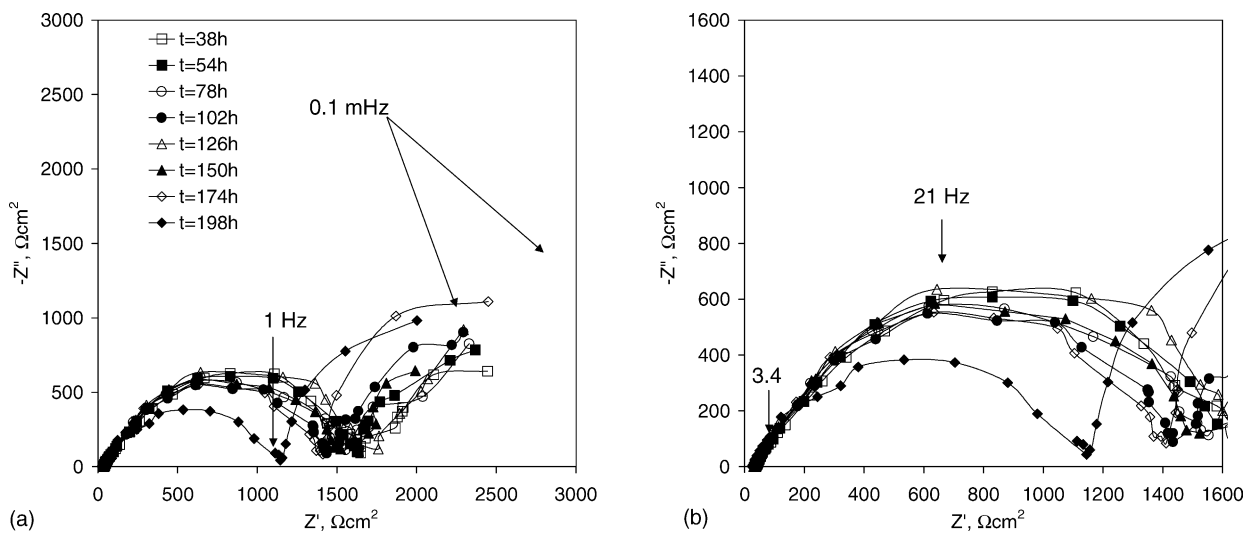 3000
2500
2000
1500
1000
500
0
-Z", Ωcm²
t=38h
t=54h
t=78h
t=102h
t=126h
t=150h
t=174h
t=198h
0.1 mHz
1 Hz
0 500 1000 1500 2000 2500 3000
Z', Ωcm²
(a)
1600
1400
1200
1000
800
600
400
200
0
-Z", Ωcm²
21 Hz
3.4
0 200 400 600 800 1000 1200 1400 1600
Z', Ωcm²
(b)